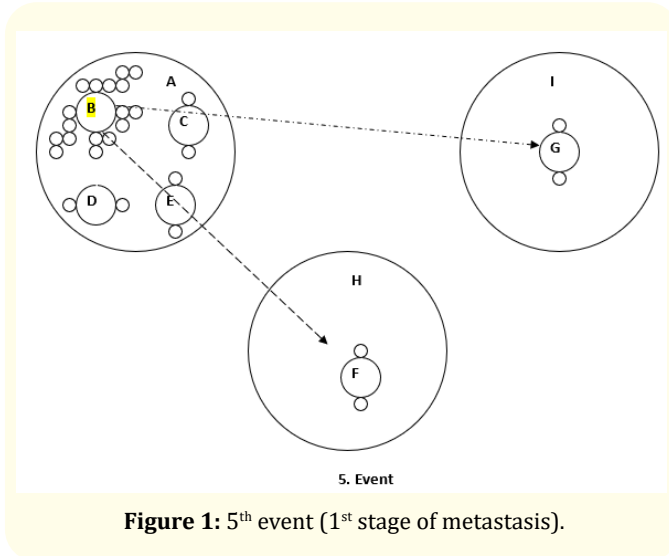 A
I
B
C
G
D
E
H
F
5. Event
Figure 1: 5th event (1st stage of metastasis).